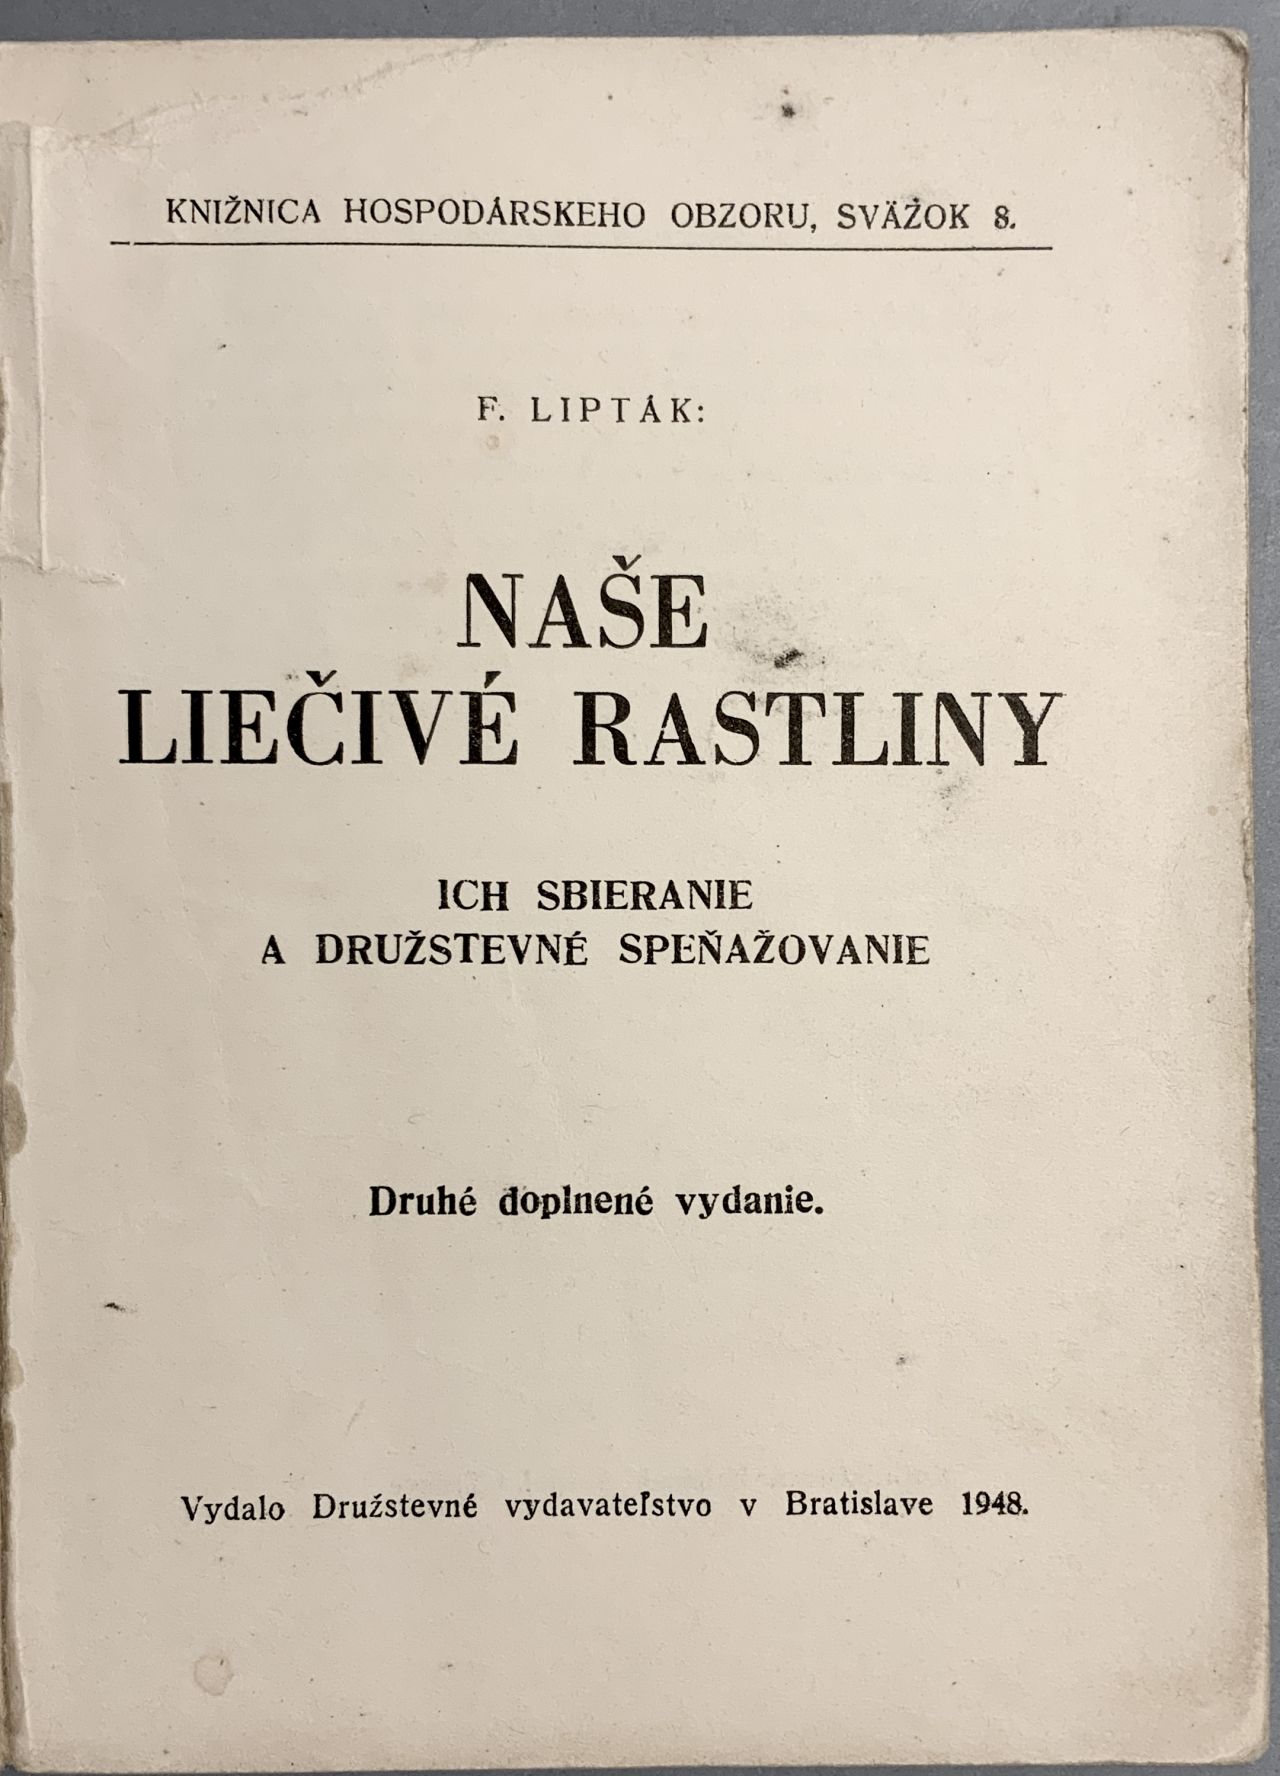 KNIŽNICA HOSPODÁRSKEHO OBZORU, SVÄZOK 8.
F. LIPTÁK:
NAŠE
LIEČIVÉ RASTLINY
ICH SBIERANIE
A DRUŽSTEVNÉ SPEŇAŽOVANIE
Druhé doplnené vydanie.
Vydalo Družstevné vydavateľstvo v Bratislave 1948.